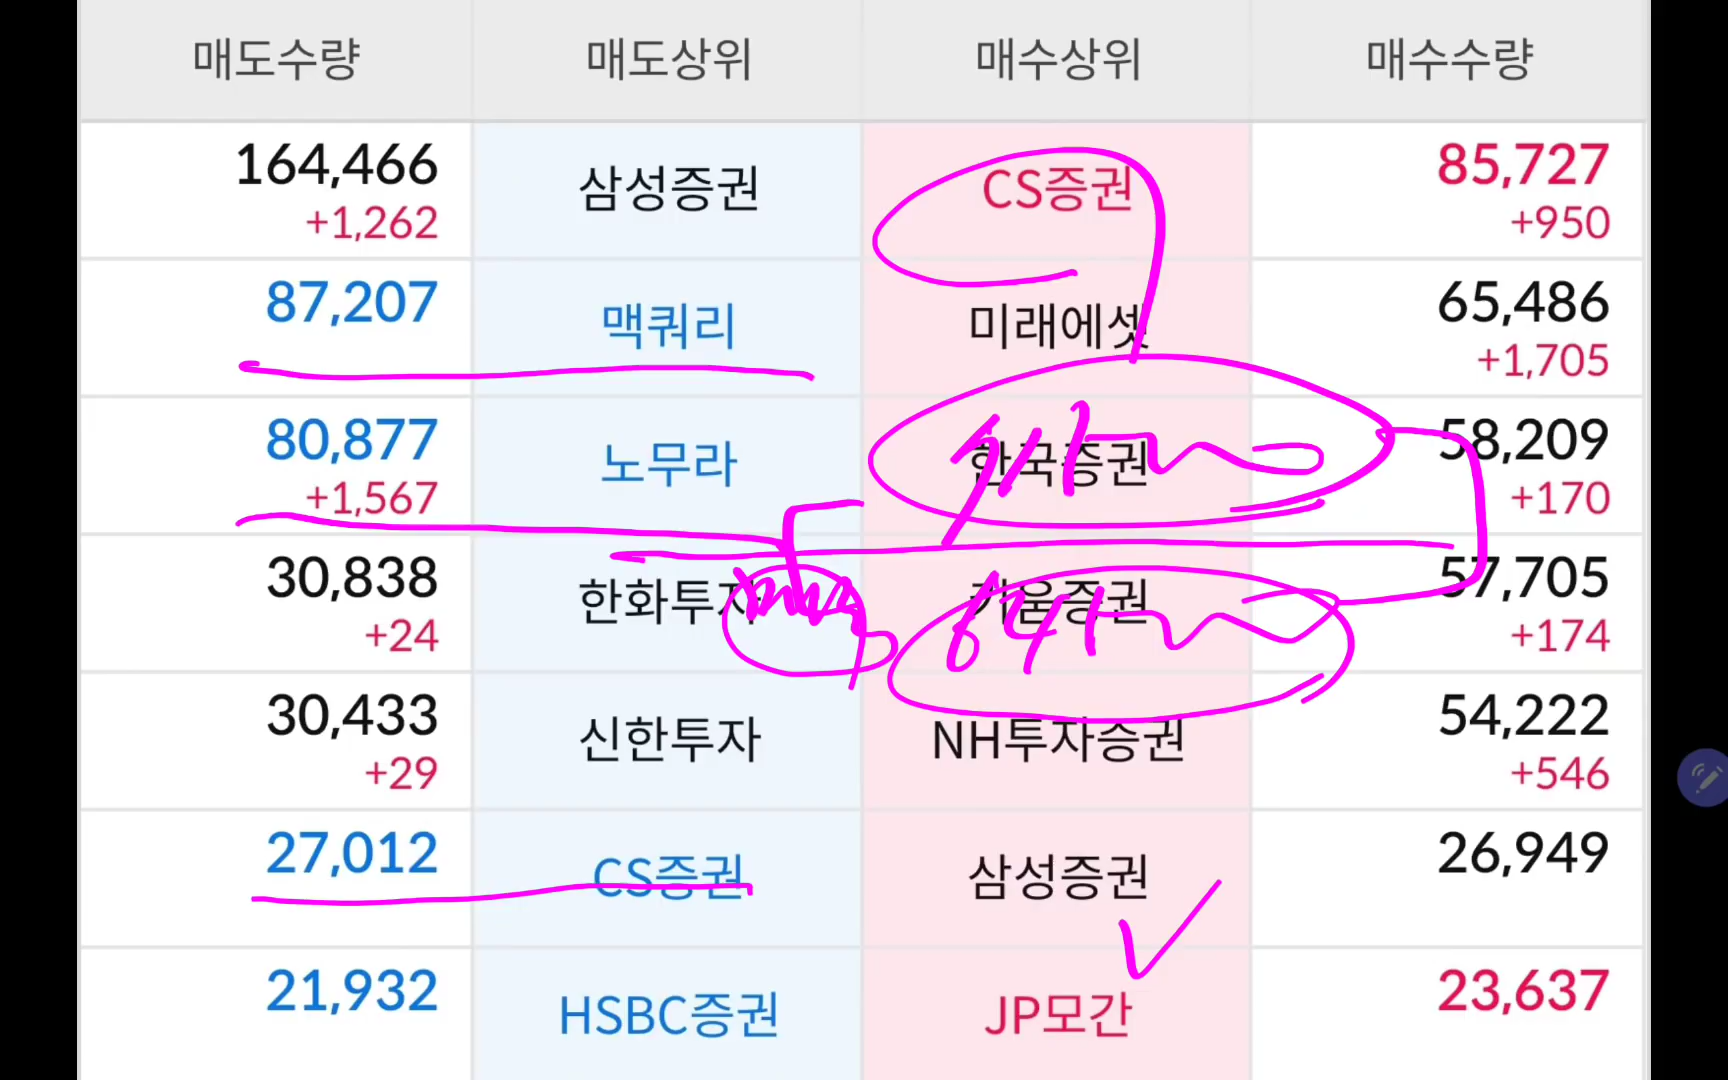 매도수량 매도상위 매수상위 매수수량
164,466 삼성증권 CS증권 85,727
+1,262 +950
87,207 맥쿼리 미래에셋 65,486
+1,705
80,877 노무라 한국증권 58,209
+1,567 +170
30,838 한화투자 키움증권 57,705
+24 +174
30,433 신한투자 NH투자증권 54,222
+29 +546
27,012 CS증권 삼성증권 26,949
21,932 HSBC증권 JP모간 23,637